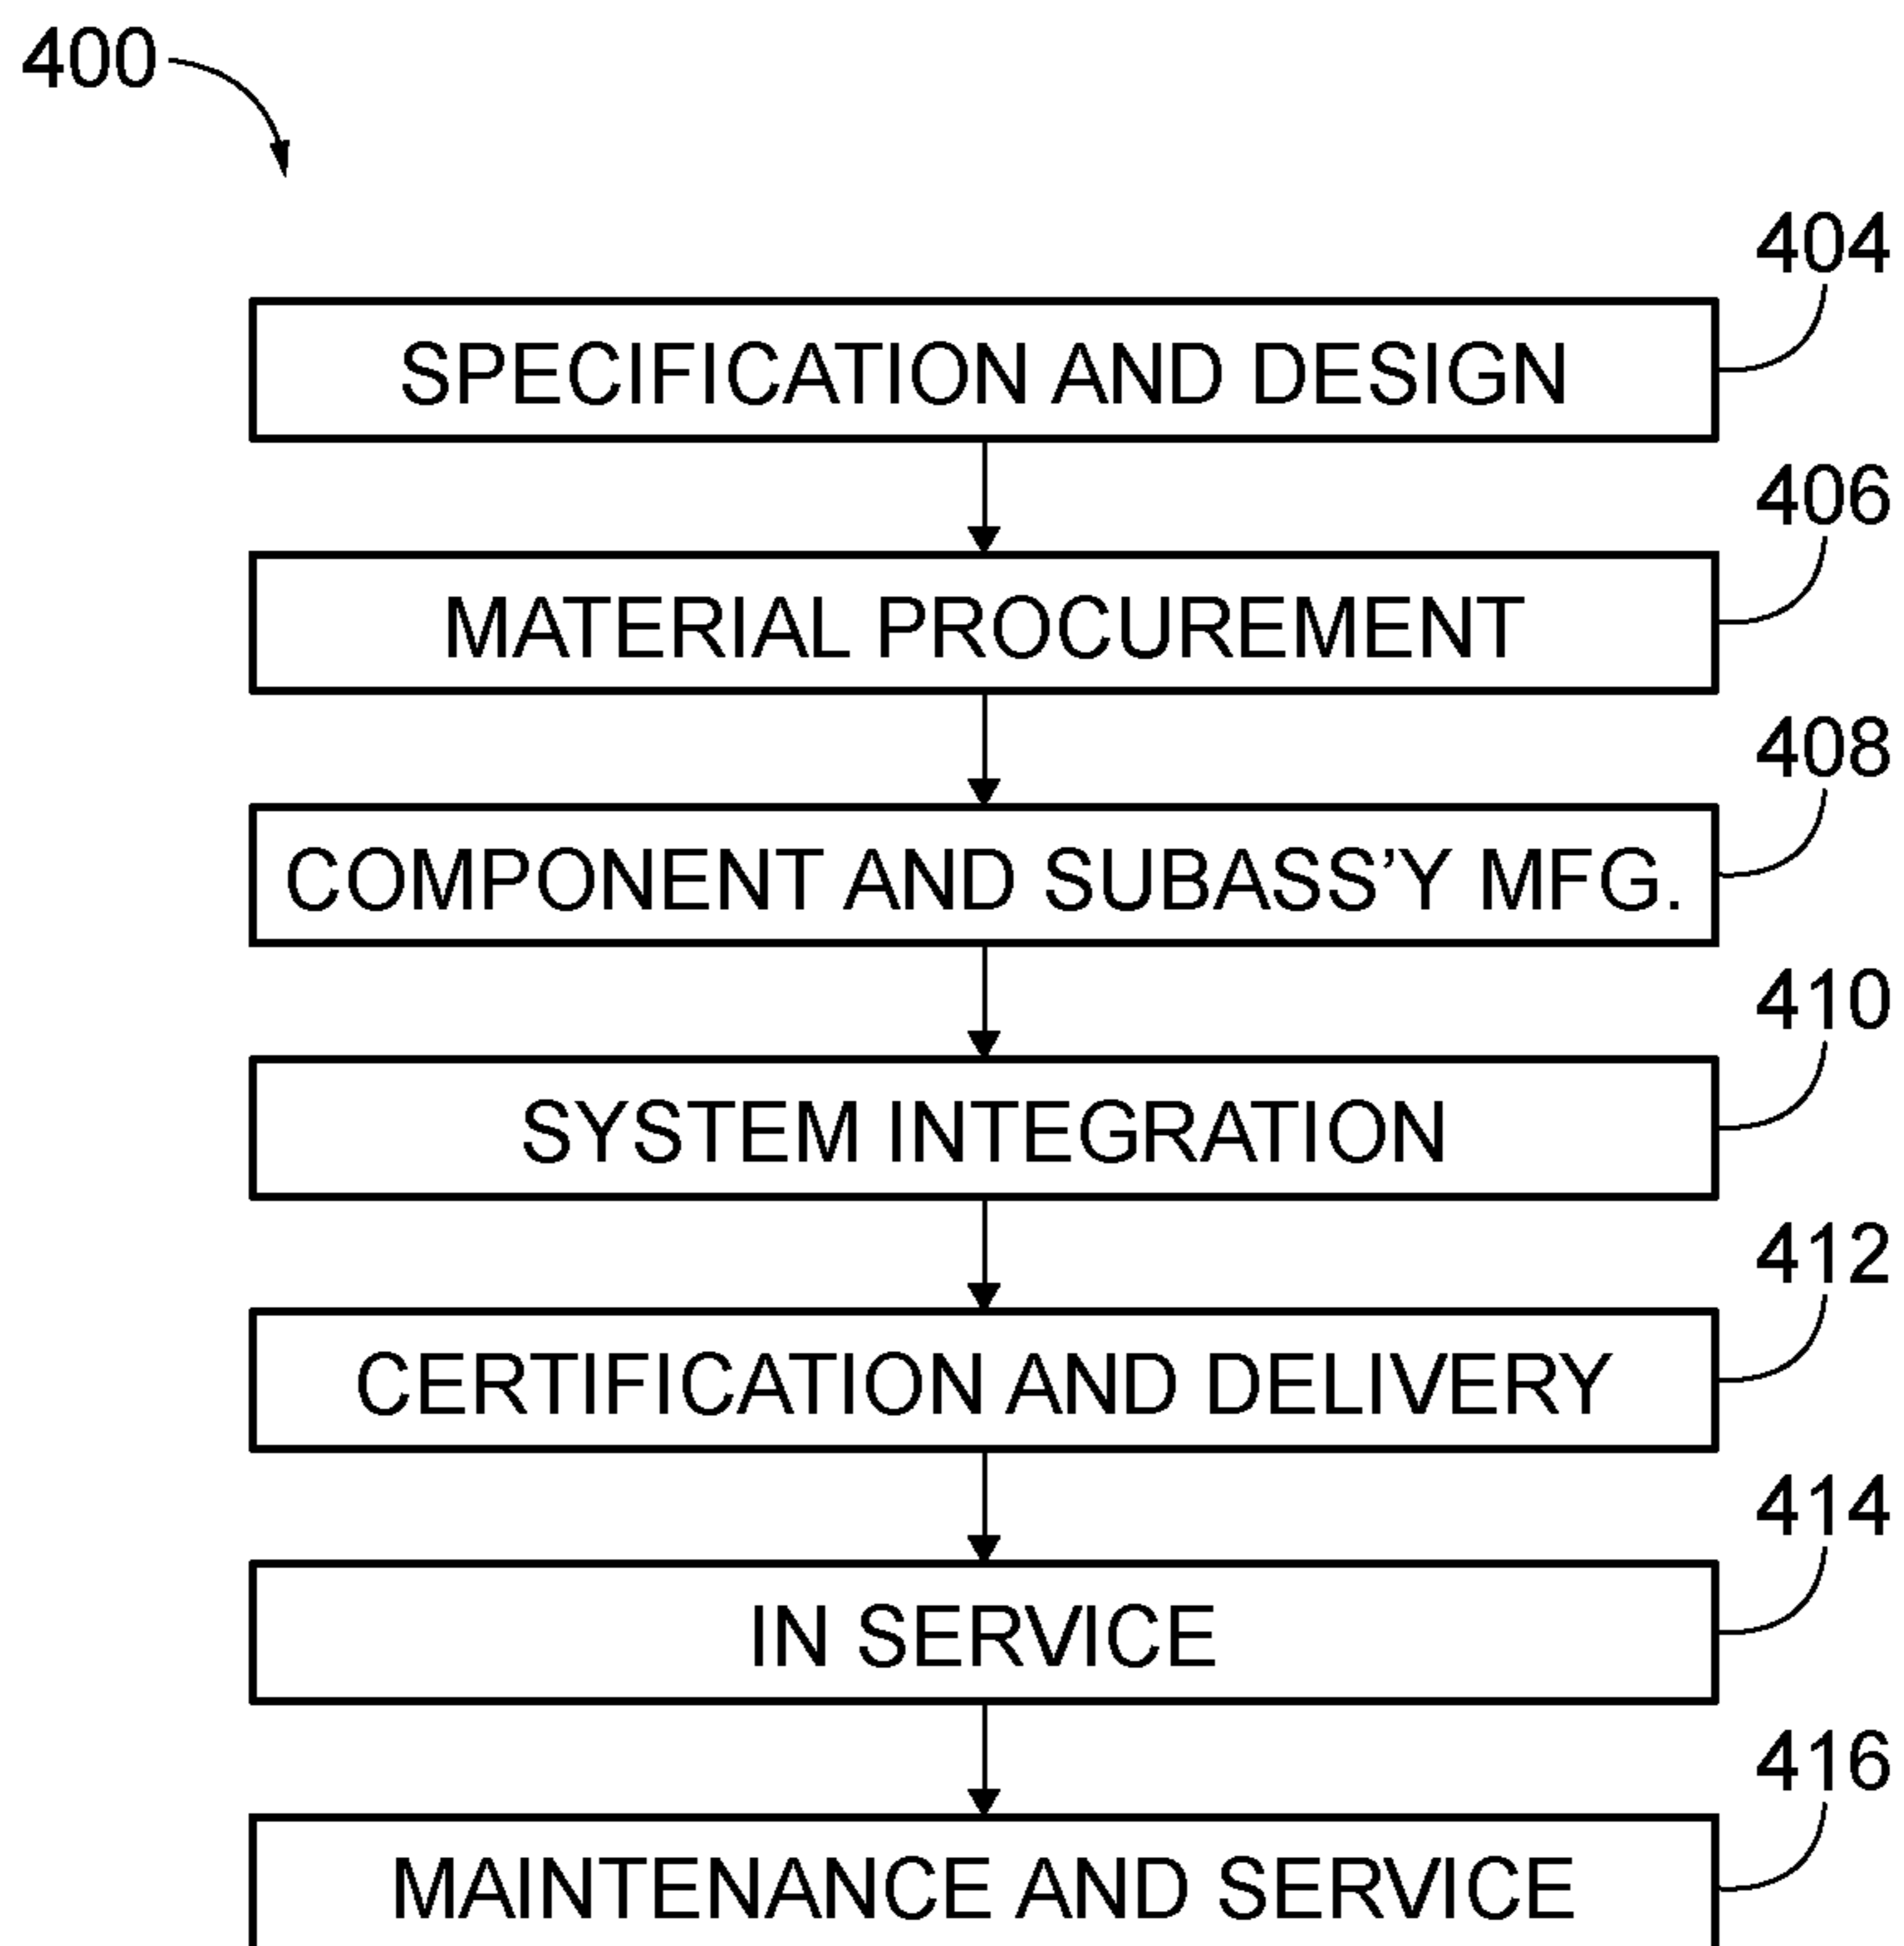 400
404
SPECIFICATION AND DESIGN
406
MATERIAL PROCUREMENT
408
COMPONENT AND SUBASS’Y MFG.
410
SYSTEM INTEGRATION
412
CERTIFICATION AND DELIVERY
414
IN SERVICE
416
MAINTENANCE AND SERVICE